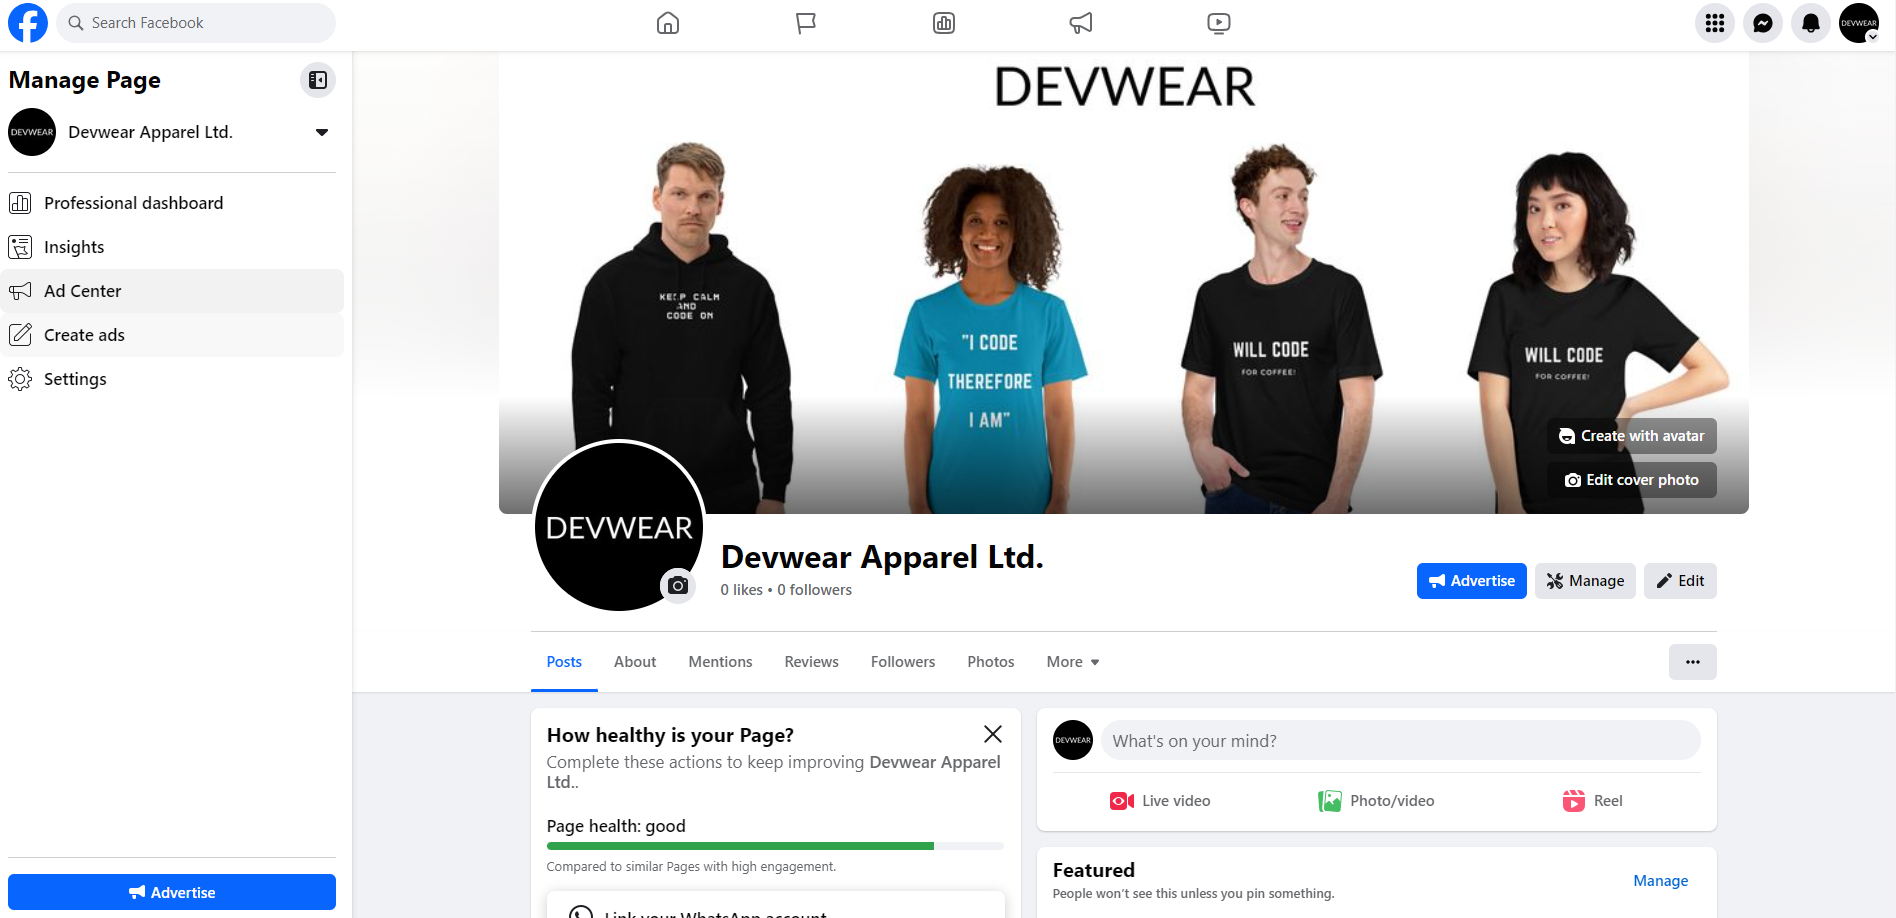 Search Facebook
DEVWEAR
Manage Page
DEVWEAR
Devwear Apparel Ltd.
Professional dashboard
Insights
Ad Center
Create ads
Settings
Advertise
DEVWEAR
KEEP CALM
AND
CODE ON
"I CODE
THEREFORE
I AM"
WILL CODE
FOR COFFEE!
WILL CODE
FOR COFFEE!
Create with avatar
Edit cover photo
DEVWEAR
Devwear Apparel Ltd.
0 likes • 0 followers
Advertise
Manage
Edit
Posts
About
Mentions
Reviews
Followers
Photos
More
How healthy is your Page?
Complete these actions to keep improving Devwear Apparel
Ltd..
Page health: good
Compared to similar Pages with high engagement.
Link your WhatsApp account
DEVWEAR
What's on your mind?
Live video
Photo/video
Reel
Featured
People won't see this unless you pin something.
Manage